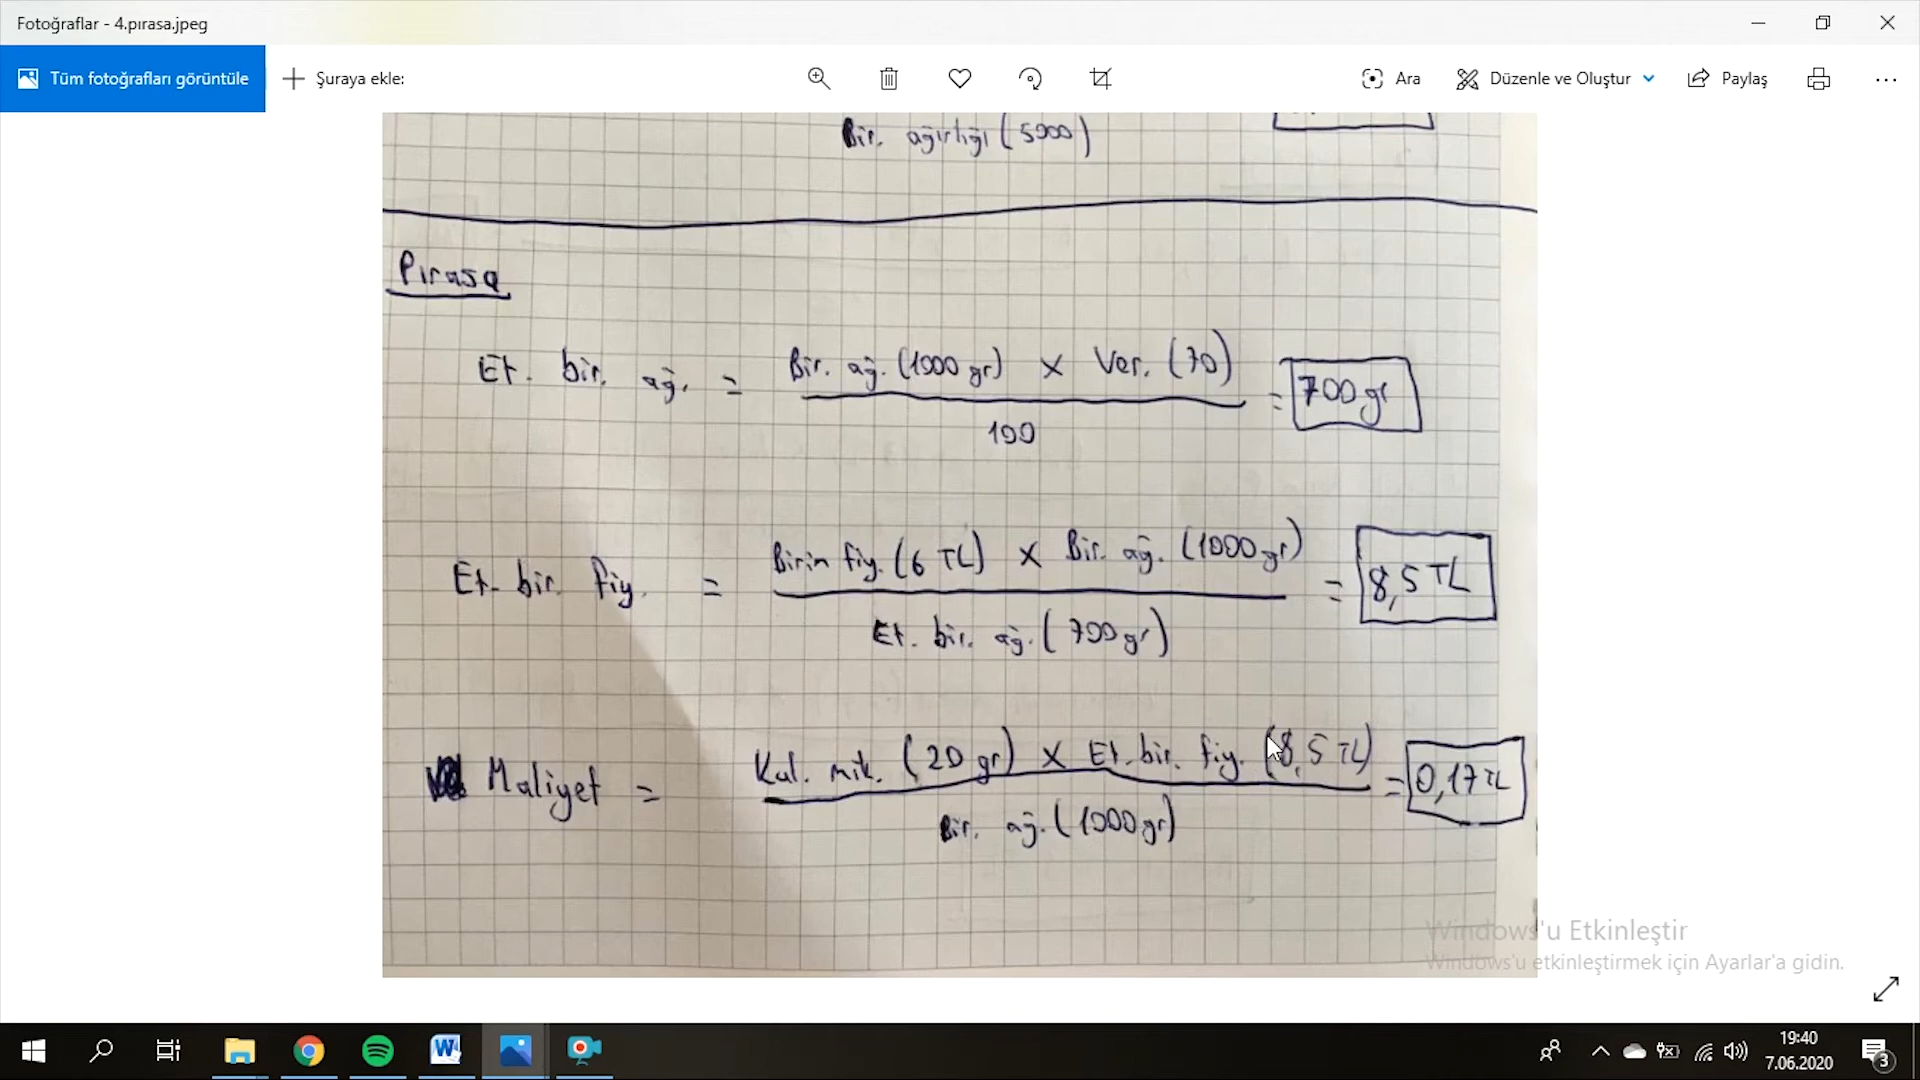 Fotoğraflar - 4.pırasa.jpeg
Tüm fotoğrafları görüntüle
Şuraya ekle:
Ara
Düzenle ve Oluştur
Paylaş
Bir. ağırlığı (5000)
Pırasa
Et. bir. ağ. = Bir. ağ. (1000 gr) x Ver. (70) = 700 gr
100
Et. bir. fiy. = Birim fiy. (6 TL) x Bir. ağ. (1000 gr) = 8,5 TL
Et. bir. ağ. (700 gr)
Maliyet = Kul. mik. (20 gr) x Et. bir. fiy. (8,5 TL) = 0,17 TL
Bir. ağ. (1000 gr)
Windows'u Etkinleştir
Windows'u etkinleştirmek için Ayarlar'a gidin.
19:40
7.06.2020
3